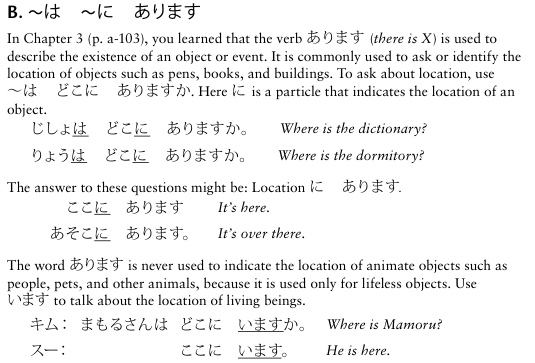 B. ～は　～に　あります
In Chapter 3 (p. a-103), you learned that the verb あります (there is X) is used to
describe the existence of an object or event. It is commonly used to ask or identify the
location of objects such as pens, books, and buildings. To ask about location, use
～は　どこに　ありますか. Here に is a particle that indicates the location of an
object.
じしょは　どこに　ありますか。　Where is the dictionary?
りょうは　どこに　ありますか。　Where is the dormitory?
The answer to these questions might be: Location に　あります.
ここに　あります　It's here.
あそこに　あります。　It's over there.
The word あります is never used to indicate the location of animate objects such as
people, pets, and other animals, because it is used only for lifeless objects. Use
います to talk about the location of living beings.
キム：　まもるさんは　どこに　いますか。　Where is Mamoru?
スー：　ここに　います。　He is here.